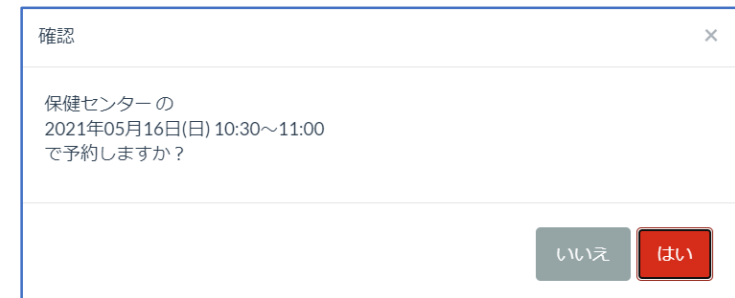 確認
×
保健センター の
2021年05月16日(日) 10:30～11:00
で予約しますか？
いいえ
はい